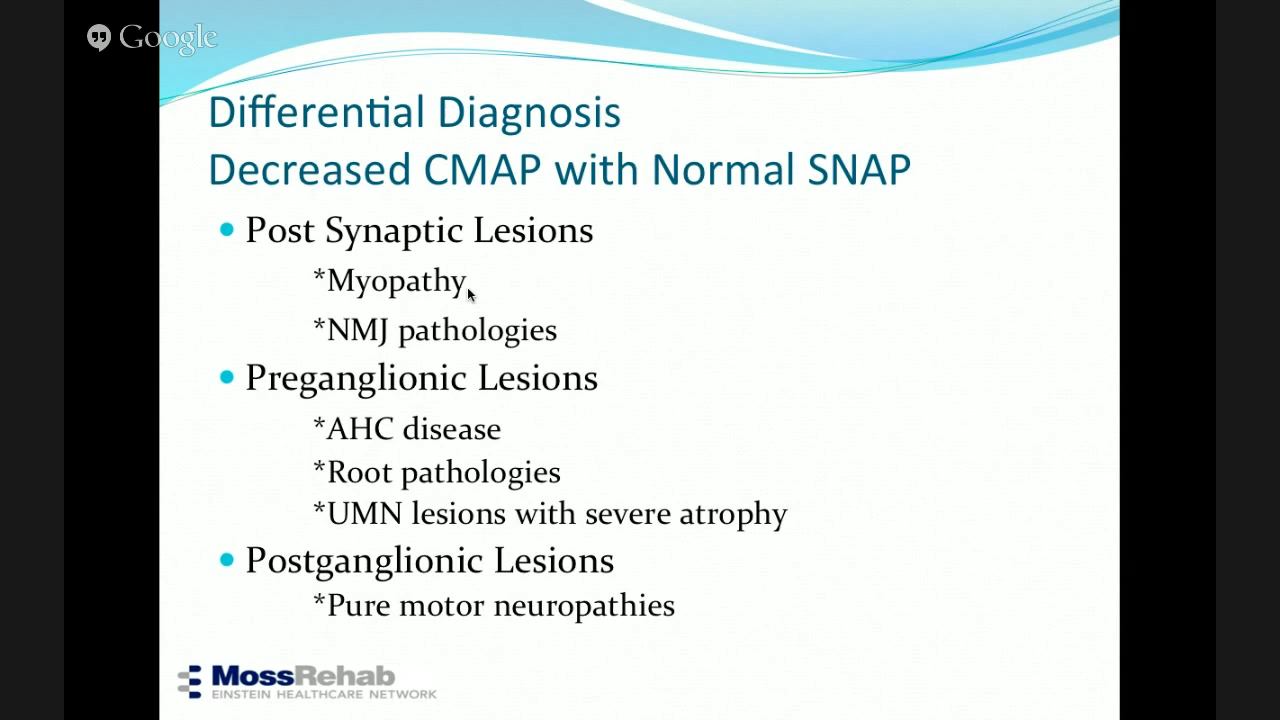 Google
Differential Diagnosis
Decreased CMAP with Normal SNAP
• Post Synaptic Lesions
*Myopathy
*NMJ pathologies
• Preganglionic Lesions
*AHC disease
*Root pathologies
*UMN lesions with severe atrophy
• Postganglionic Lesions
*Pure motor neuropathies
MossRehab
EINSTEIN HEALTHCARE NETWORK